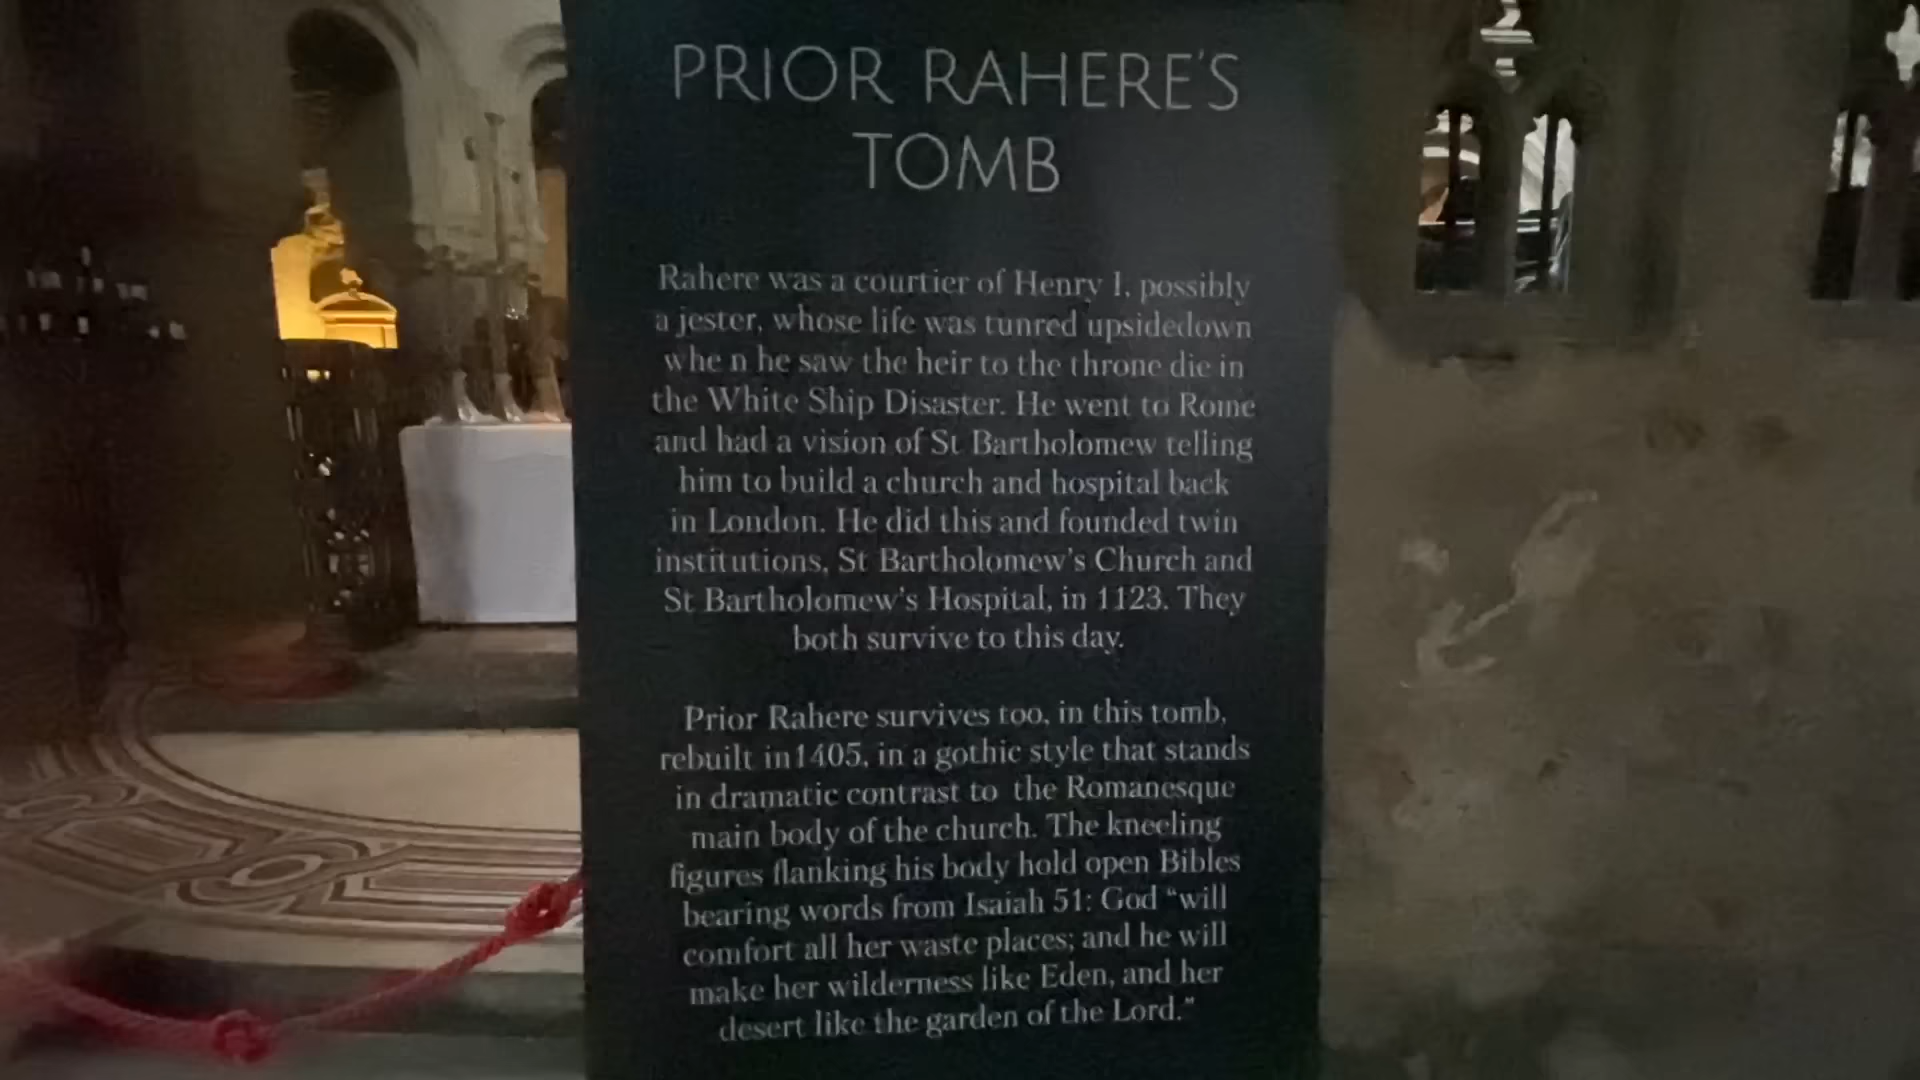 PRIOR RAHERE'S
TOMB
Rahere was a courtier of Henry I, possibly
a jester, whose life was tunred upsidedown
whe n he saw the heir to the throne die in
the White Ship Disaster. He went to Rome
and had a vision of St Bartholomew telling
him to build a church and hospital back
in London. He did this and founded twin
institutions, St Bartholomew's Church and
St Bartholomew's Hospital, in 1123. They
both survive to this day.
Prior Rahere survives too, in this tomb,
rebuilt in1405, in a gothic style that stands
in dramatic contrast to the Romanesque
main body of the church. The kneeling
figures flanking his body hold open Bibles
bearing words from Isaiah 51: God “will
comfort all her waste places; and he will
make her wilderness like Eden, and her
desert like the garden of the Lord.”